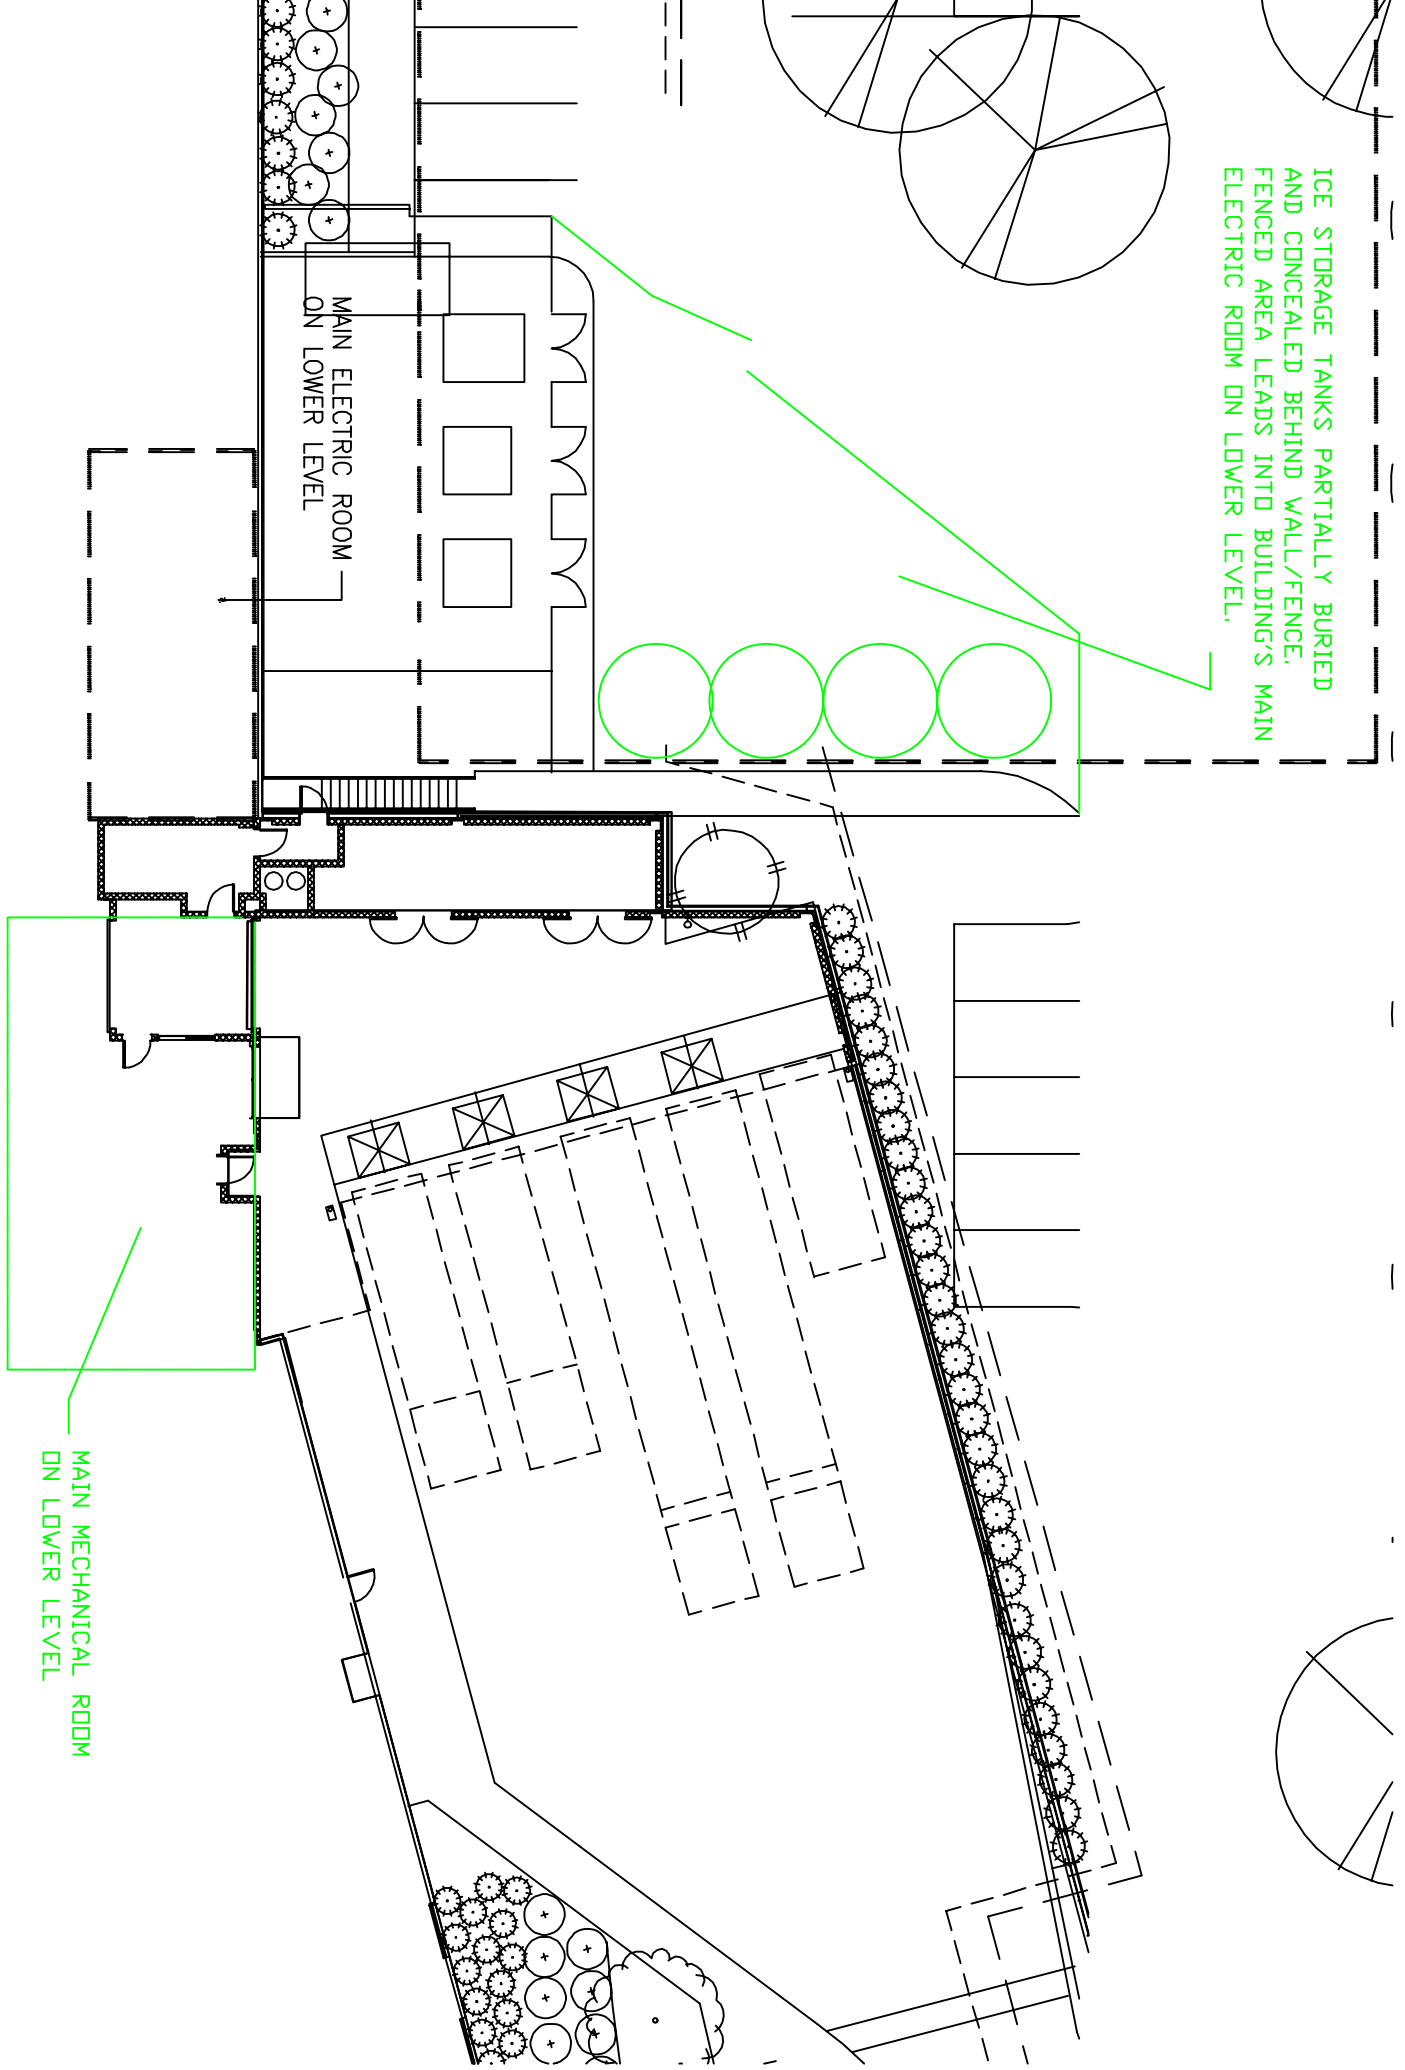 ICE STORAGE TANKS PARTIALLY BURIED
AND CONCEALED BEHIND WALL/FENCE.
FENCED AREA LEADS INTO BUILDING'S MAIN
ELECTRIC ROOM ON LOWER LEVEL.
MAIN ELECTRIC ROOM
ON LOWER LEVEL
MAIN MECHANICAL ROOM
ON LOWER LEVEL